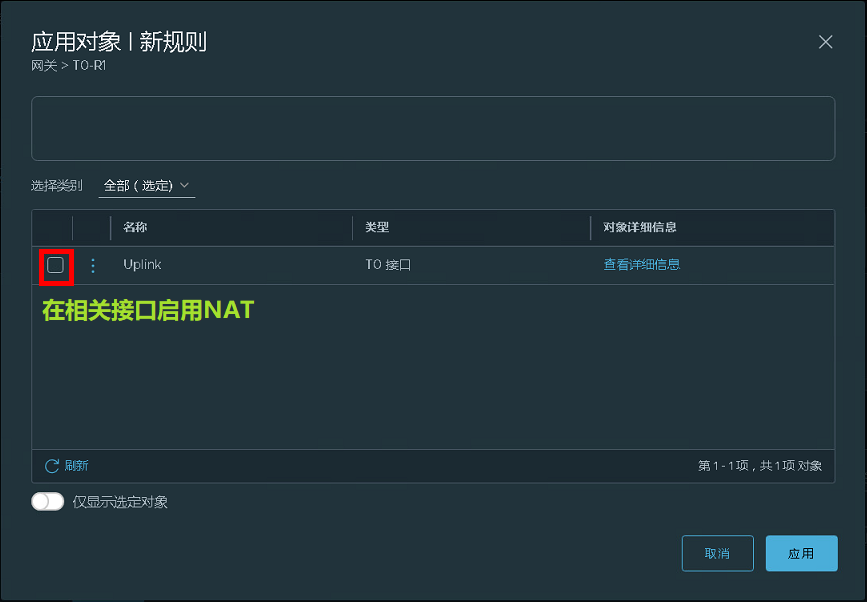 应用对象 | 新规则
网关 > T0-R1
选择类别 全部 ( 选定)
名称 类型 对象详细信息
Uplink T0 接口 查看详细信息
在相关接口启用NAT
刷新 第 1 - 1 项 , 共 1 项 对象
仅显示选定对象
取消 应用